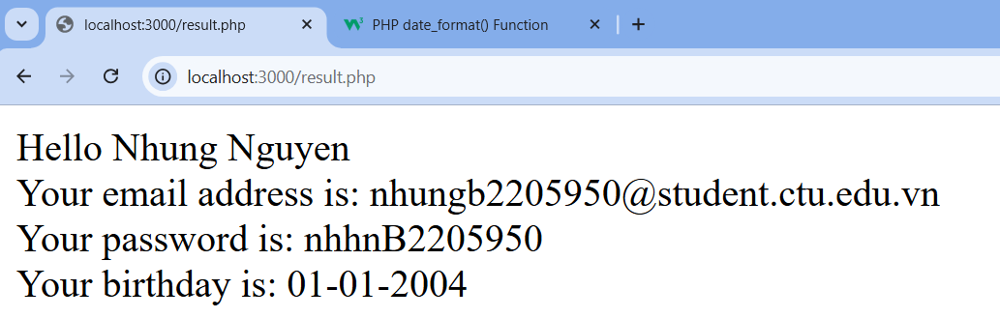 localhost:3000/result.php
PHP date_format() Function
localhost:3000/result.php
Hello Nhung Nguyen
Your email address is: nhungb2205950@student.ctu.edu.vn
Your password is: nhhnB2205950
Your birthday is: 01-01-2004